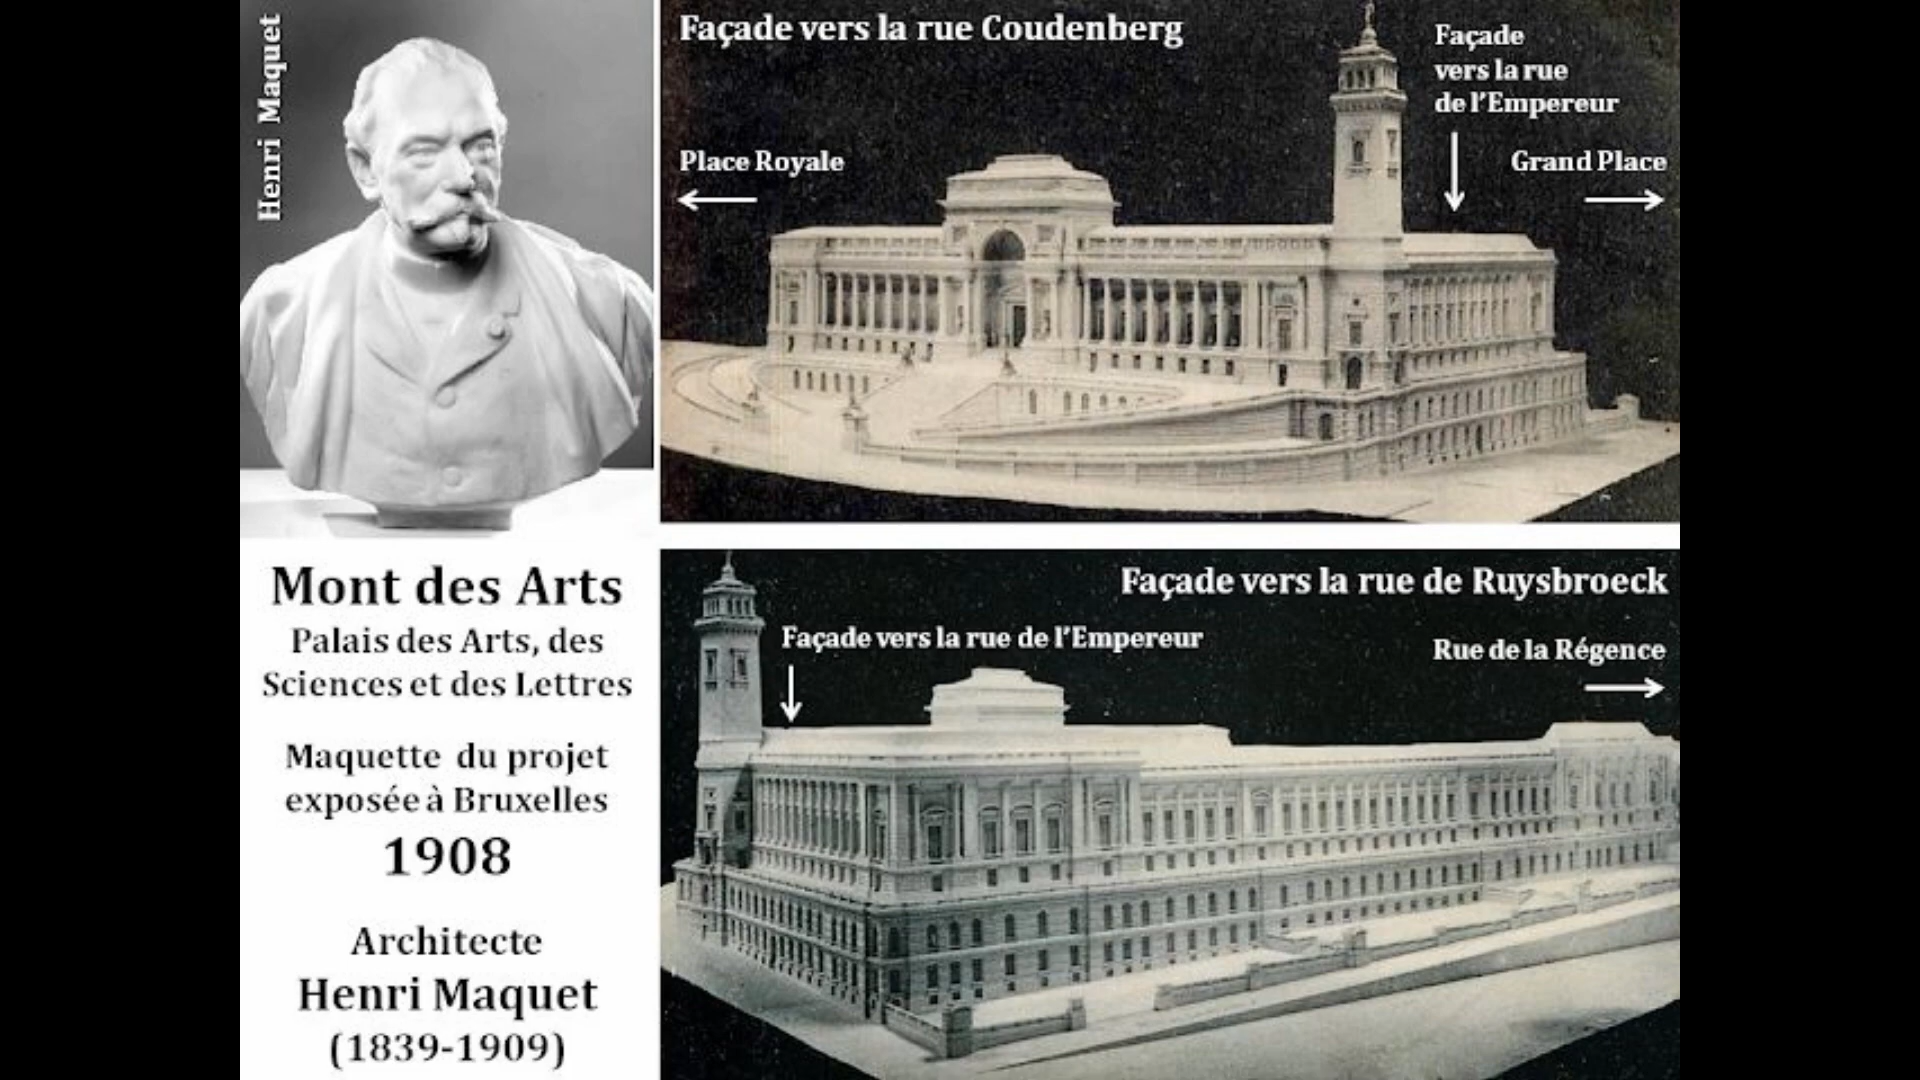 Henri Maquet
Façade vers la rue Coudenberg
Façade
vers la rue
de l'Empereur
Place Royale
Grand Place
Mont des Arts
Palais des Arts, des
Sciences et des Lettres
Maquette du projet
exposée à Bruxelles
1908
Architecte
Henri Maquet
(1839-1909)
Façade vers la rue de Ruysbroeck
Façade vers la rue de l'Empereur
Rue de la Régence